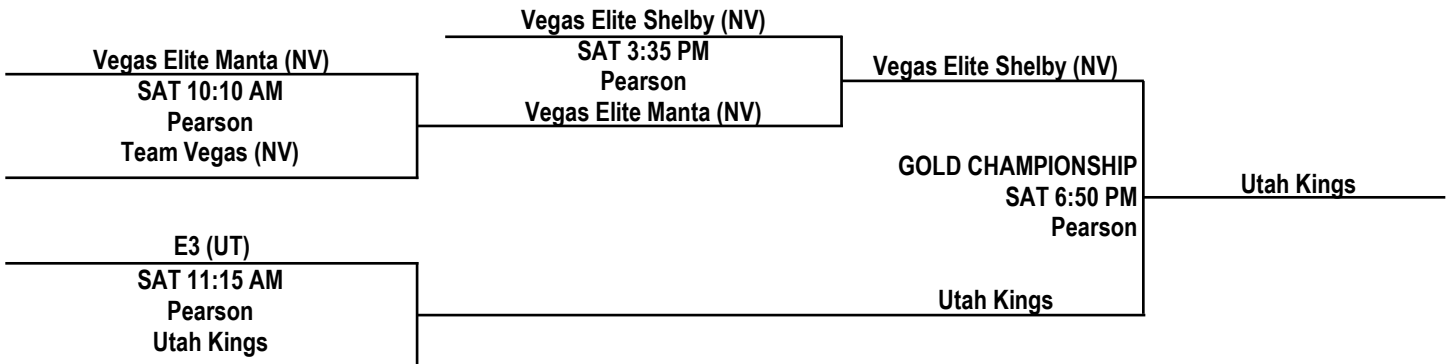 Vegas Elite Shelby (NV)
Vegas Elite Manta (NV)
SAT 3:35 PM
Vegas Elite Shelby (NV)
SAT 10:10 AM
Pearson
Pearson
Vegas Elite Manta (NV)
Team Vegas (NV)
GOLD CHAMPIONSHIP
SAT 6:50 PM
Utah Kings
Pearson
E3 (UT)
SAT 11:15 AM
Pearson
Utah Kings
Utah Kings